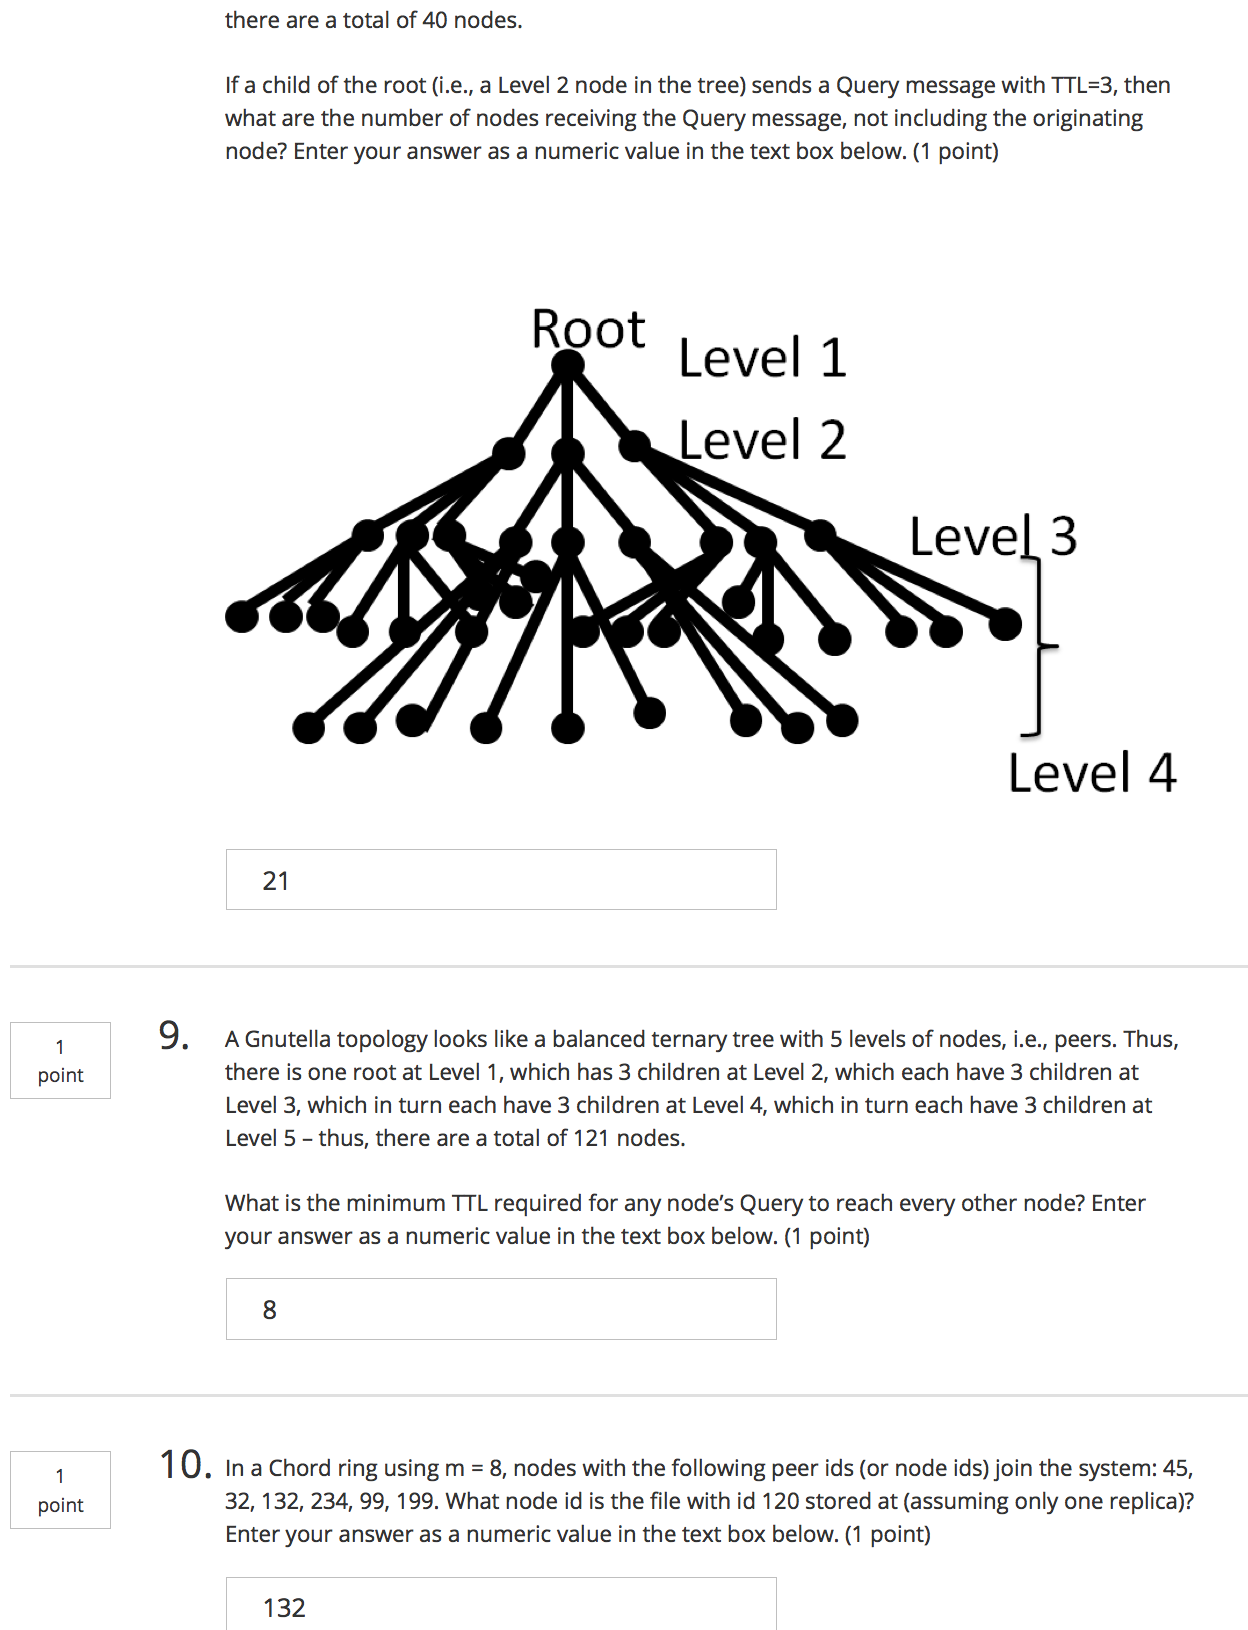 there are a total of 40 nodes.
If a child of the root (i.e., a Level 2 node in the tree) sends a Query message with TTL=3, then
what are the number of nodes receiving the Query message, not including the originating
node? Enter your answer as a numeric value in the text box below. (1 point)
Root
Level 1
Level 2
Level 3
Level 4
21
1
point
9.
A Gnutella topology looks like a balanced ternary tree with 5 levels of nodes, i.e., peers. Thus,
there is one root at Level 1, which has 3 children at Level 2, which each have 3 children at
Level 3, which in turn each have 3 children at Level 4, which in turn each have 3 children at
Level 5 – thus, there are a total of 121 nodes.
What is the minimum TTL required for any node’s Query to reach every other node? Enter
your answer as a numeric value in the text box below. (1 point)
8
1
point
10.
In a Chord ring using m = 8, nodes with the following peer ids (or node ids) join the system: 45,
32, 132, 234, 99, 199. What node id is the file with id 120 stored at (assuming only one replica)?
Enter your answer as a numeric value in the text box below. (1 point)
132